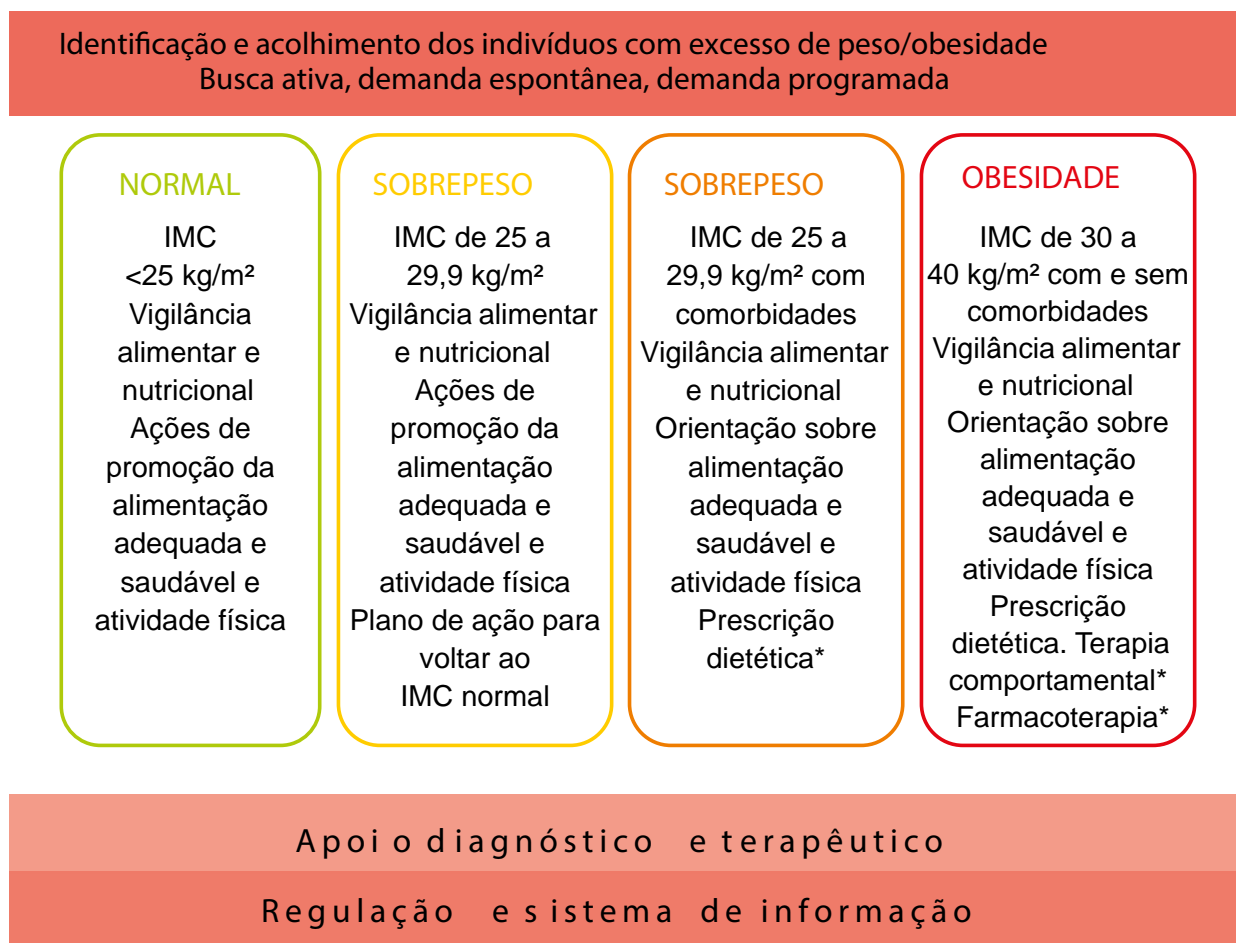 Identificação e acolhimento dos indivíduos com excesso de peso/obesidade
Busca ativa, demanda espontânea, demanda programada
NORMAL
IMC
<25 kg/m²
Vigilância
alimentar e
nutricional
Ações de
promoção da
alimentação
adequada e
saudável e
atividade física
SOBREPESO
IMC de 25 a
29,9 kg/m²
Vigilância alimentar
e nutricional
Ações de
promoção da
alimentação
adequada e
saudável e
atividade física
Plano de ação para
voltar ao
IMC normal
SOBREPESO
IMC de 25 a
29,9 kg/m² com
comorbidades
Vigilância alimentar
e nutricional
Orientação sobre
alimentação
adequada e
saudável e
atividade física
Prescrição
dietética*
OBESIDADE
IMC de 30 a
40 kg/m² com e sem
comorbidades
Vigilância alimentar
e nutricional
Orientação sobre
alimentação
adequada e
saudável e
atividade física
Prescrição
dietética. Terapia
comportamental*
Farmacoterapia*
Apoio diagnóstico e terapêutico
Regulação e sistema de informação